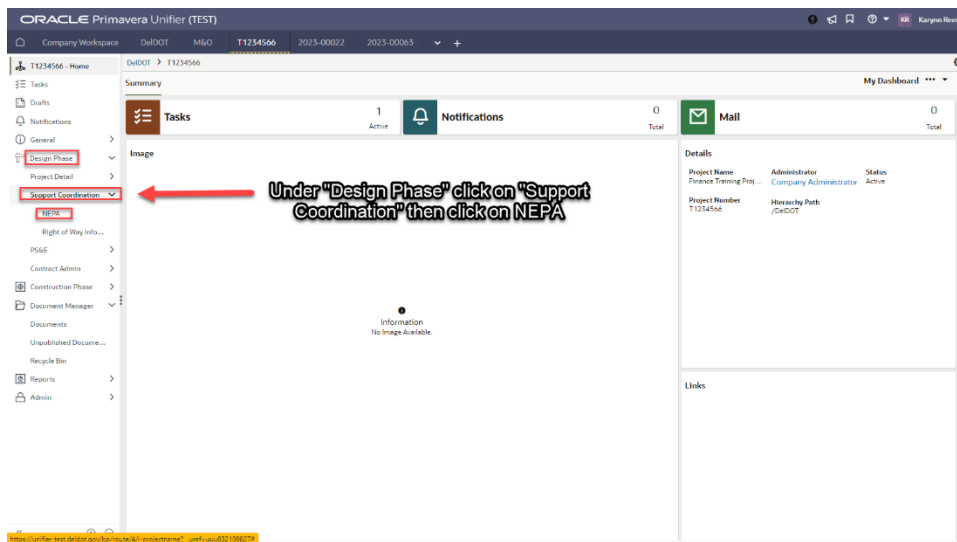 ORACLE Primavera Unifier (TEST)
KR Karynn Ree
Company Workspace DelDOT M&O T1234566 2023-00022 2023-00063 +
T1234566 - Home
DelDOT > T1234566
Tasks
Summary
My Dashboard
Drafts
Notifications
General
Design Phase
Project Detail
Support Coordination
NEPA
Right of Way Info...
PS&E
Contract Admin
Construction Phase
Document Manager
Documents
Unpublished Docume...
Recycle Bin
Reports
Admin
Tasks
1
Active
Notifications
0
Total
Mail
0
Total
Image
Under "Design Phase" click on "Support
Coordination" then click on NEPA
Information
No Image Available.
Details
Project Name Administrator Status
Finance Training Proj... Company Administrator Active
Project Number Hierarchy Path
T1234566 /DelDOT
Links